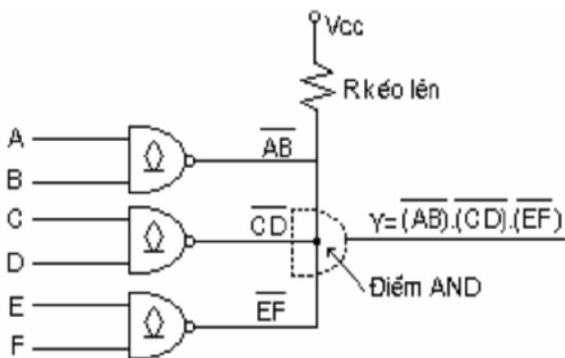 Vcc
R kéo lên
A
B
AB
C
D
CD
Y=(AB).(CD).(EF)
Điểm AND
E
F
EF